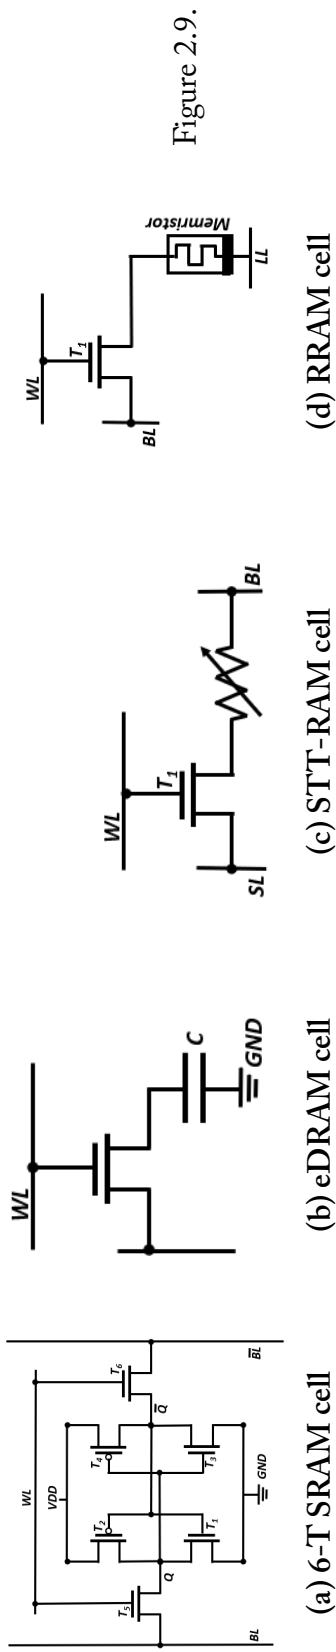 WL
VDD
T5
T2
T4
T6
Q
Q̅
T1
T3
BL
GND
B̅L̅
(a) 6-T SRAM cell
WL
C
GND
(b) eDRAM cell
WL
T1
SL
BL
(c) STT-RAM cell
WL
T1
BL
Memristor
LL
(d) RRAM cell
Figure 2.9.